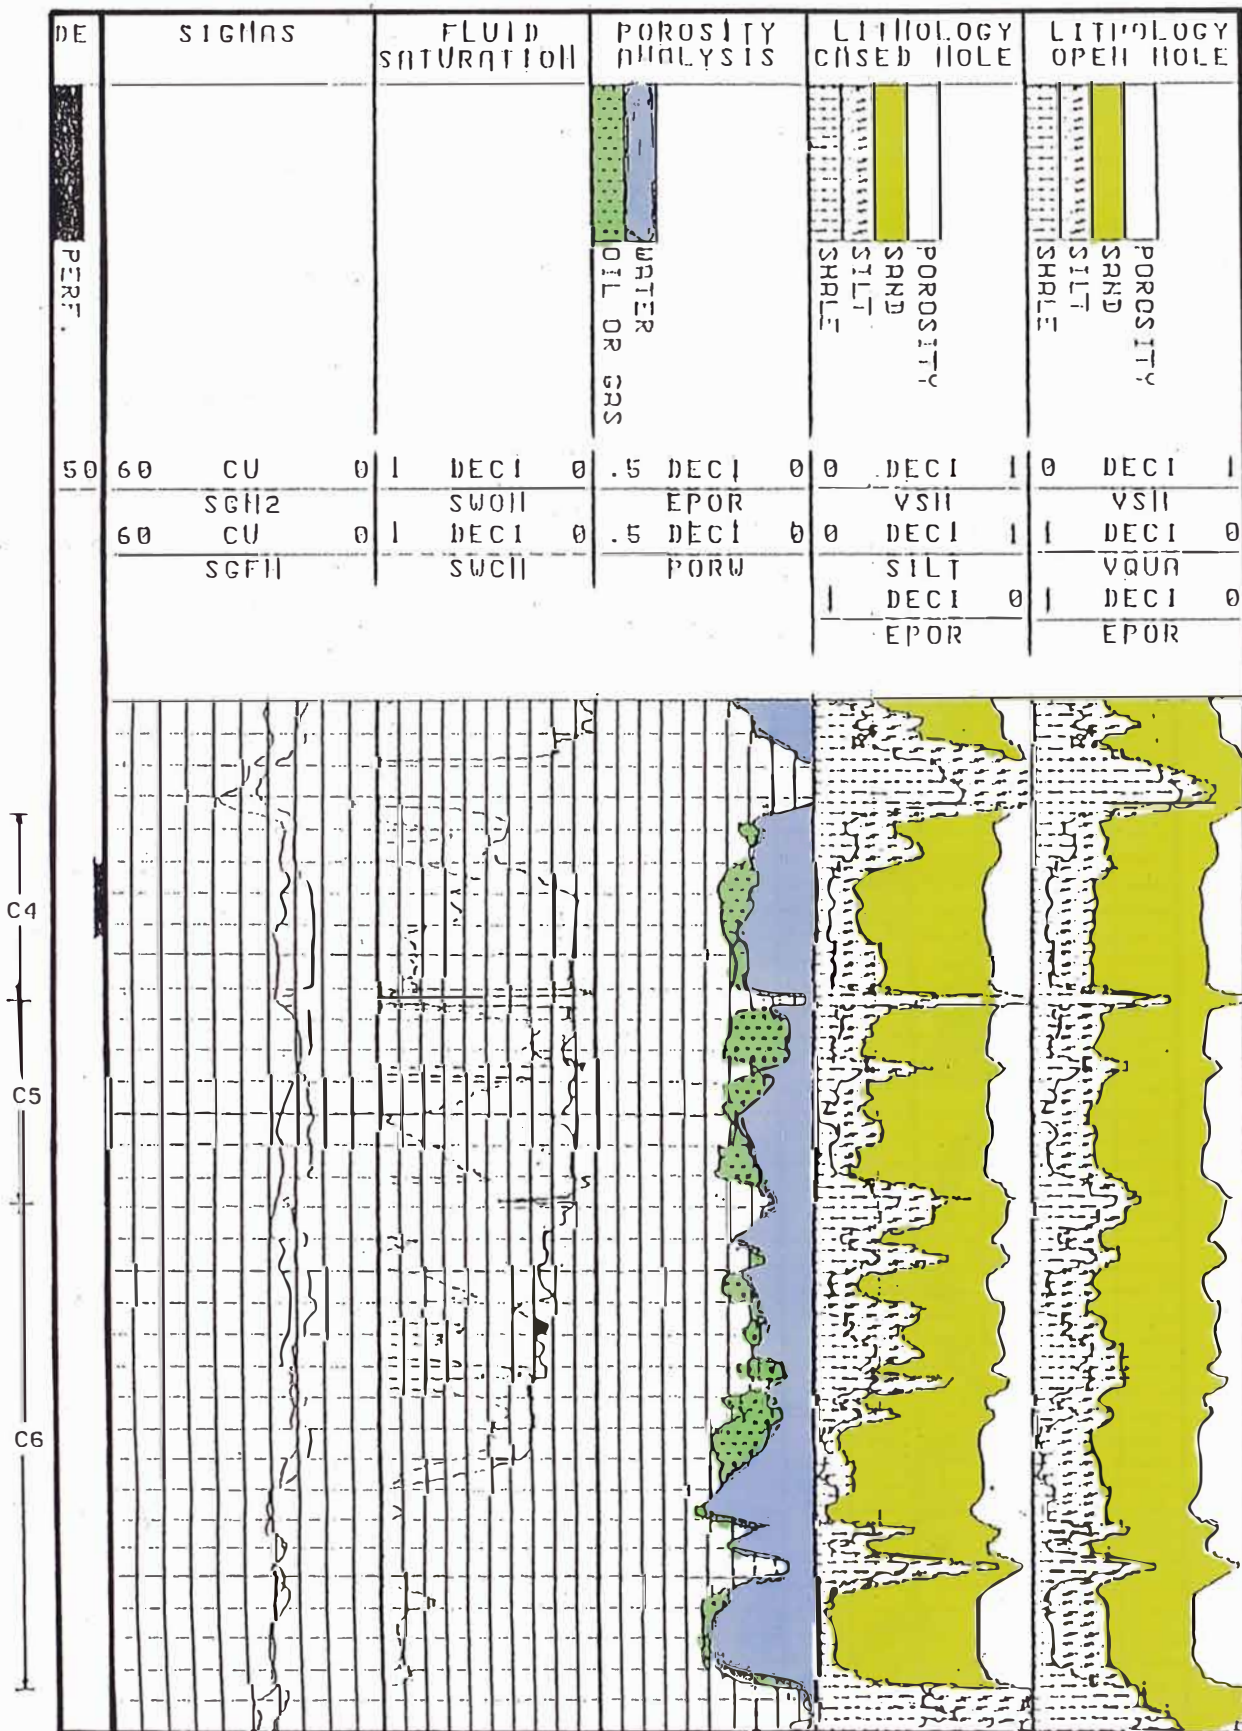 DE
SIGMAS
FLUID
SATURATION
POROSITY
ANALYSIS
LITHOLOGY
CASED HOLE
LITHOLOGY
OPEN HOLE
PERF.
OIL OR GAS
WATER
SHALE
SILT
SAND
POROSITY
SHALE
SILT
SAND
POROSITY
50
60 CU 0
1 DECI 0
.5 DECI 0
0 DECI 1
0 DECI 1
SGM2
SWOH
EPOR
VSH
VSH
60 CU 0
1 DECI 0
.5 DECI 0
0 DECI 1
1 DECI 0
SGFM
SWCH
PORW
SILT
VQUA
1 DECI 0
1 DECI 0
EPOR
EPOR
C4
C5
C6